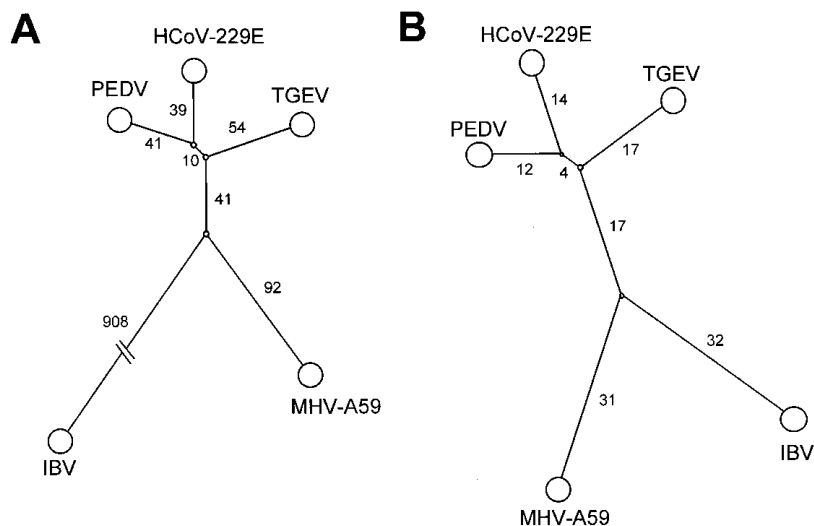 A
HCoV-229E
PEDV
TGEV
39
54
41
10
41
92
908
MHV-A59
IBV
B
HCoV-229E
TGEV
14
PEDV
17
12
4
17
32
31
IBV
MHV-A59